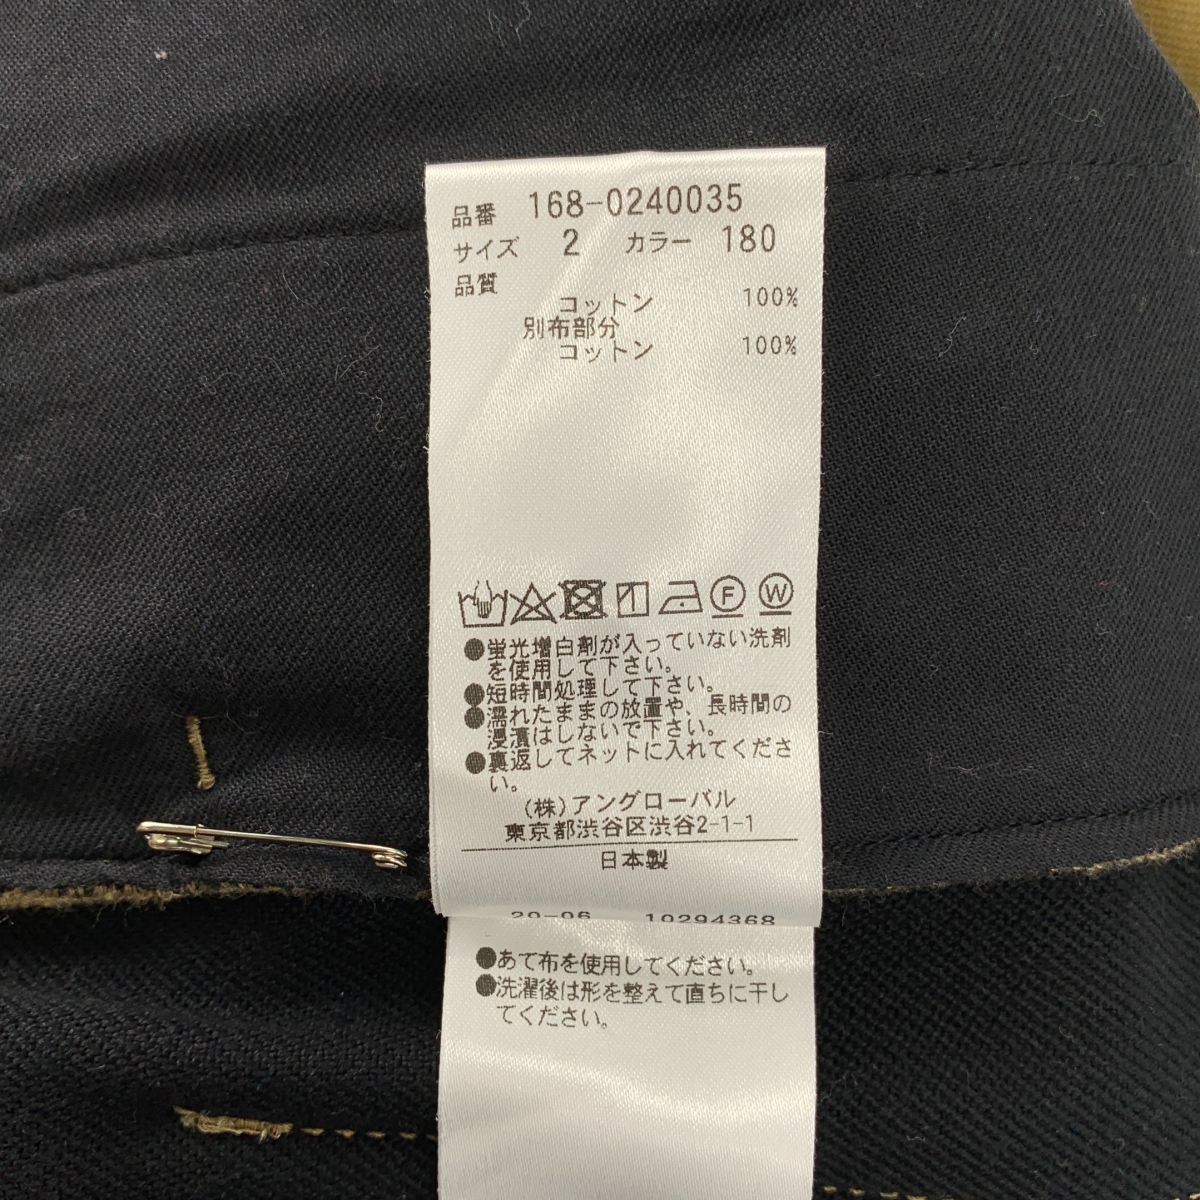 品番 168-0240035
サイズ 2 カラー 180
品質
コットン 100%
別布部分
コットン 100%
F W
●蛍光増白剤が入っていない洗剤
を使用して下さい。
●短時間処理して下さい。
●濡れたままの放置や、長時間の
浸漬はしないで下さい。
●裏返してネットに入れてくださ
い。
(株)アングローバル
東京都渋谷区渋谷2-1-1
日本製
20-06 10294368
●あて布を使用してください。
●洗濯後は形を整えて直ちに干し
てください。